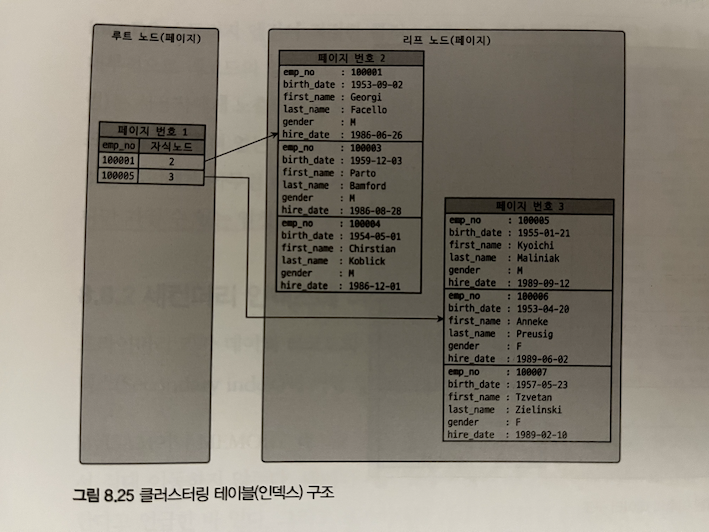 루트 노드(페이지)
페이지 번호 1
emp_no 자식노드
100001 2
100005 3
리프 노드(페이지)
페이지 번호 2
emp_no : 100001
birth_date : 1953-09-02
first_name : Georgi
last_name : Facello
gender : M
hire_date : 1986-06-26
emp_no : 100003
birth_date : 1959-12-03
first_name : Parto
last_name : Bamford
gender : M
hire_date : 1986-08-28
emp_no : 100004
birth_date : 1954-05-01
first_name : Chirstian
last_name : Koblick
gender : M
hire_date : 1986-12-01
페이지 번호 3
emp_no : 100005
birth_date : 1955-01-21
first_name : Kyoichi
last_name : Maliniak
gender : M
hire_date : 1989-09-12
emp_no : 100006
birth_date : 1953-04-20
first_name : Anneke
last_name : Preusig
gender : F
hire_date : 1989-06-02
emp_no : 100007
birth_date : 1957-05-23
first_name : Tzvetan
last_name : Zielinski
gender : F
hire_date : 1989-02-10
그림 8.25 클러스터링 테이블(인덱스) 구조